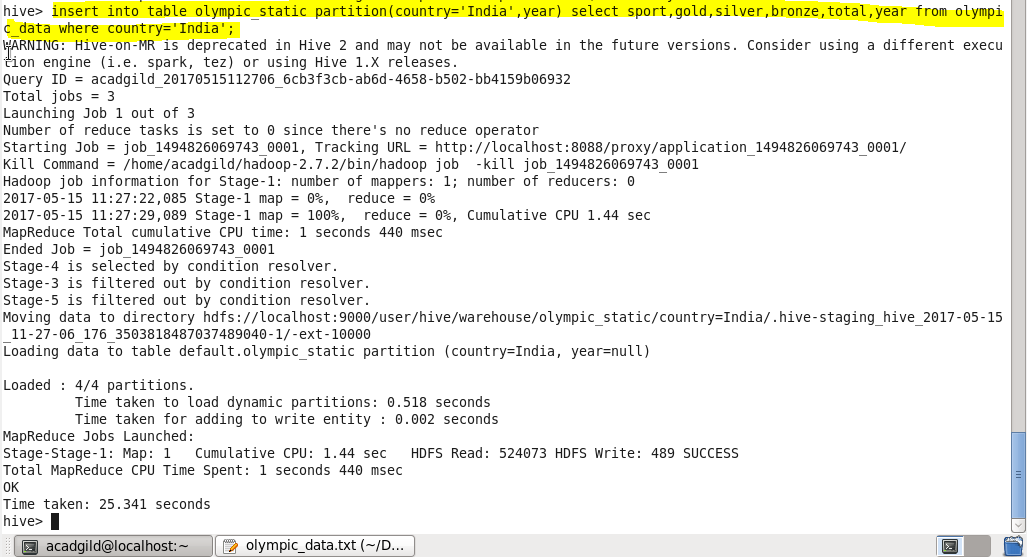 hive> insert into table olympic_static partition(country='India',year) select sport,gold,silver,bronze,total,year from olympi
c_data where country='India';
WARNING: Hive-on-MR is deprecated in Hive 2 and may not be available in the future versions. Consider using a different execu
tion engine (i.e. spark, tez) or using Hive 1.X releases.
Query ID = acadgild_20170515112706_6cb3f3cb-ab6d-4658-b502-bb4159b06932
Total jobs = 3
Launching Job 1 out of 3
Number of reduce tasks is set to 0 since there's no reduce operator
Starting Job = job_1494826069743_0001, Tracking URL = http://localhost:8088/proxy/application_1494826069743_0001/
Kill Command = /home/acadgild/hadoop-2.7.2/bin/hadoop job  -kill job_1494826069743_0001
Hadoop job information for Stage-1: number of mappers: 1; number of reducers: 0
2017-05-15 11:27:22,085 Stage-1 map = 0%,  reduce = 0%
2017-05-15 11:27:29,089 Stage-1 map = 100%,  reduce = 0%, Cumulative CPU 1.44 sec
MapReduce Total cumulative CPU time: 1 seconds 440 msec
Ended Job = job_1494826069743_0001
Stage-4 is selected by condition resolver.
Stage-3 is filtered out by condition resolver.
Stage-5 is filtered out by condition resolver.
Moving data to directory hdfs://localhost:9000/user/hive/warehouse/olympic_static/country=India/.hive-staging_hive_2017-05-15
_11-27-06_176_3503818487037489040-1/-ext-10000
Loading data to table default.olympic_static partition (country=India, year=null)
Loaded : 4/4 partitions.
Time taken to load dynamic partitions: 0.518 seconds
Time taken for adding to write entity : 0.002 seconds
MapReduce Jobs Launched:
Stage-Stage-1: Map: 1   Cumulative CPU: 1.44 sec   HDFS Read: 524073 HDFS Write: 489 SUCCESS
Total MapReduce CPU Time Spent: 1 seconds 440 msec
OK
Time taken: 25.341 seconds
hive>
acadgild@localhost:~ olympic_data.txt (~/D...